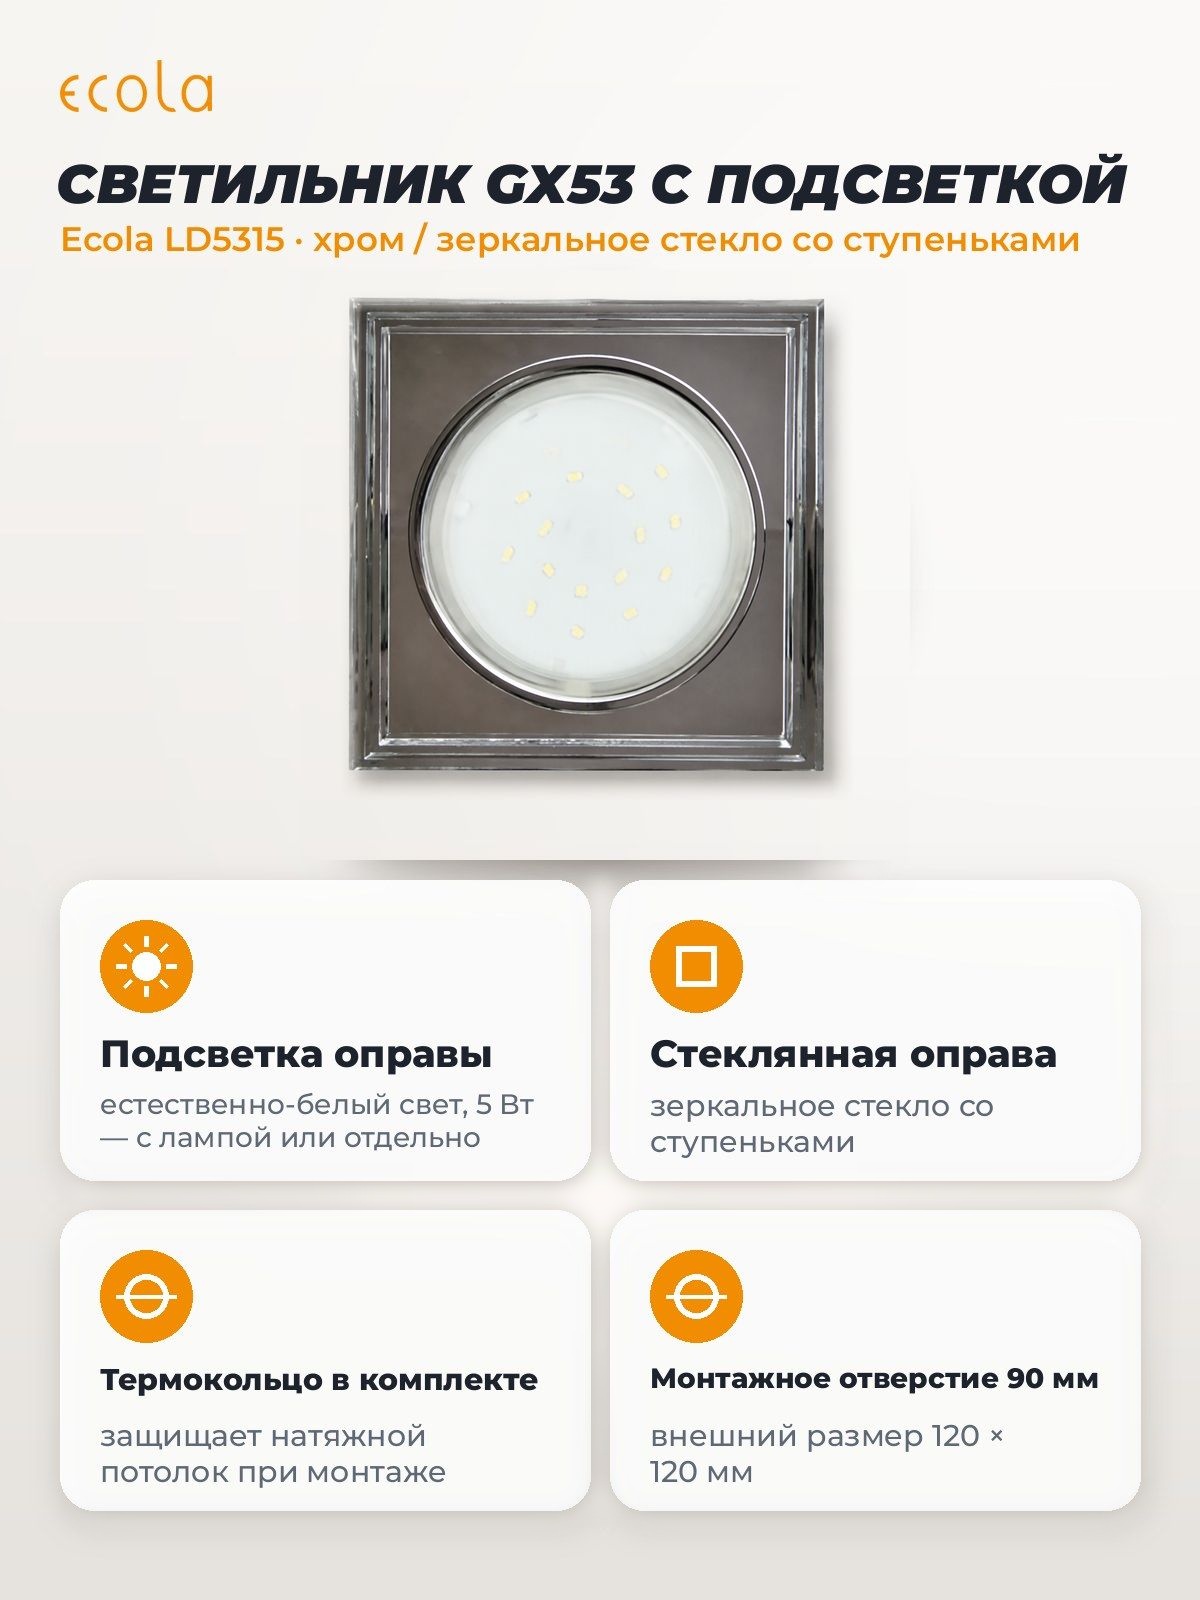 ecola
СВЕТИЛЬНИК GX53 С ПОДСВЕТКОЙ
Ecola LD5315 · хром / зеркальное стекло со ступеньками
Подсветка оправы
естественно-белый свет, 5 Вт
— с лампой или отдельно
Стеклянная оправа
зеркальное стекло со
ступеньками
Термокольцо в комплекте
защищает натяжной
потолок при монтаже
Монтажное отверстие 90 мм
внешний размер 120 ×
120 мм